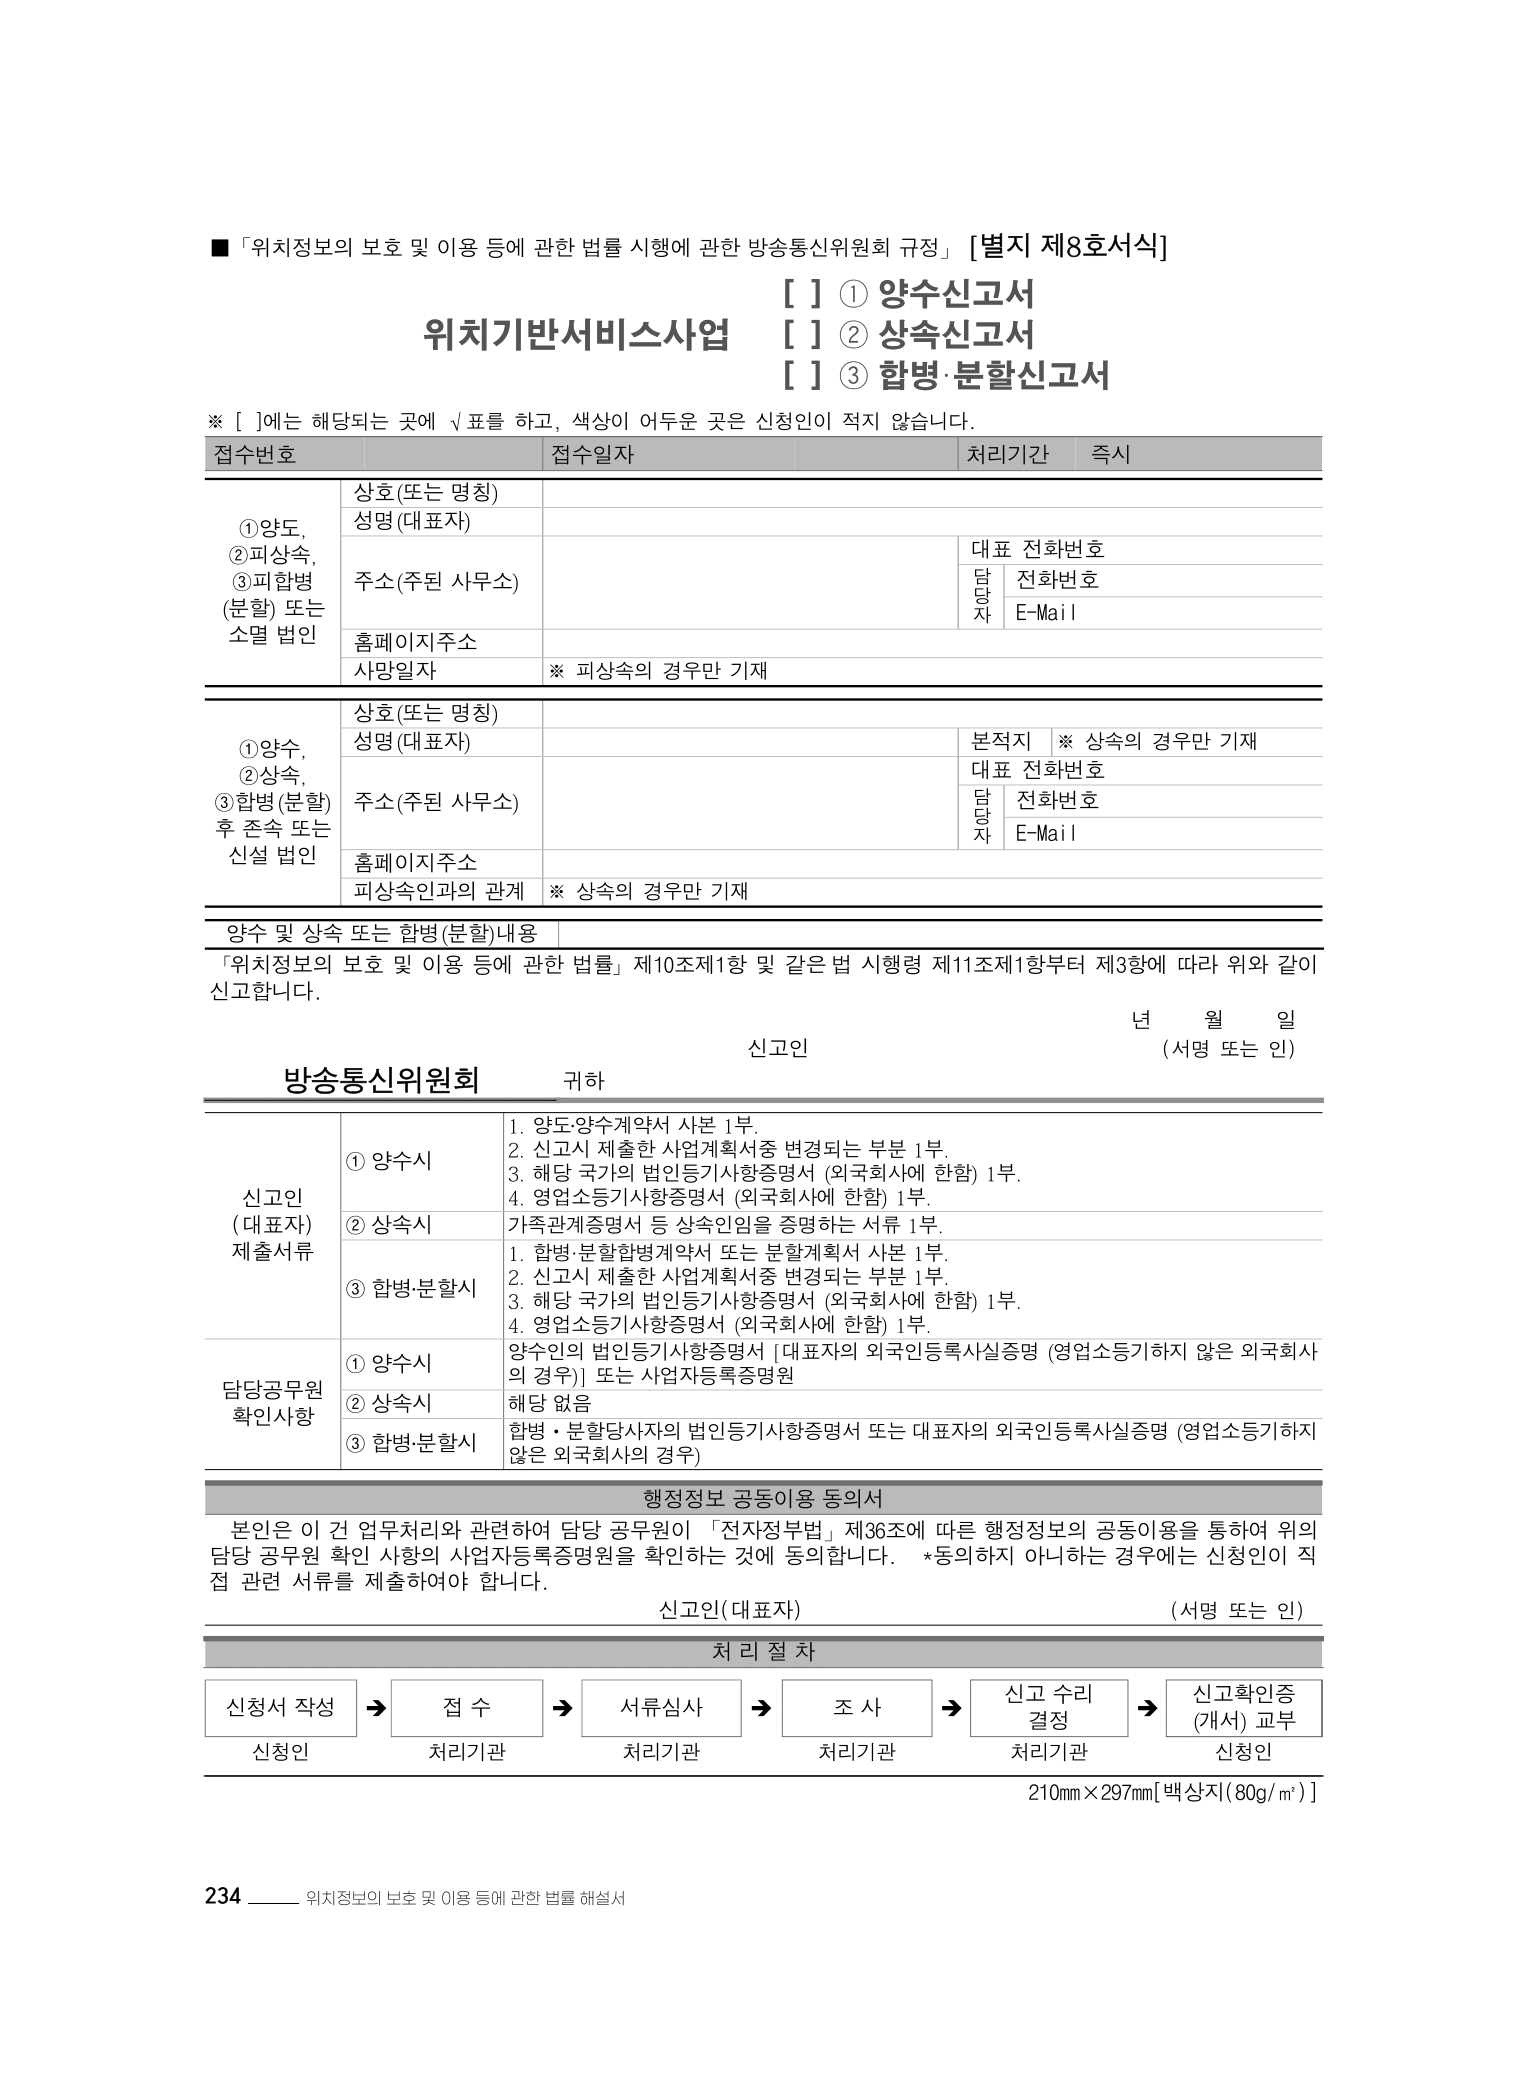 ■「위치정보의 보호 및 이용 등에 관한 법률 시행에 관한 방송통신위원회 규정」 [별지 제8호서식]
위치기반서비스사업
[ ] ① 양수신고서
[ ] ② 상속신고서
[ ] ③ 합병·분할신고서
※ [ ]에는 해당되는 곳에 √표를 하고, 색상이 어두운 곳은 신청인이 적지 않습니다.
접수번호 접수일자 처리기간 즉시
①양도,
②피상속,
③피합병
(분할) 또는
소멸 법인
상호(또는 명칭)
성명(대표자)
주소(주된 사무소)
대표 전화번호
담당자
전화번호
E-Mail
홈페이지주소
사망일자 ※ 피상속의 경우만 기재
①양수,
②상속,
③합병(분할)
후 존속 또는
신설 법인
상호(또는 명칭)
성명(대표자) 본적지 ※ 상속의 경우만 기재
주소(주된 사무소)
대표 전화번호
담당자
전화번호
E-Mail
홈페이지주소
피상속인과의 관계 ※ 상속의 경우만 기재
양수 및 상속 또는 합병(분할)내용
「위치정보의 보호 및 이용 등에 관한 법률」제10조제1항 및 같은 법 시행령 제11조제1항부터 제3항에 따라 위와 같이
신고합니다.
년 월 일
신고인 (서명 또는 인)
방송통신위원회 귀하
신고인
(대표자)
제출서류
① 양수시
1. 양도·양수계약서 사본 1부.
2. 신고시 제출한 사업계획서중 변경되는 부분 1부.
3. 해당 국가의 법인등기사항증명서 (외국회사에 한함) 1부.
4. 영업소등기사항증명서 (외국회사에 한함) 1부.
② 상속시 가족관계증명서 등 상속인임을 증명하는 서류 1부.
③ 합병·분할시
1. 합병·분할합병계약서 또는 분할계획서 사본 1부.
2. 신고시 제출한 사업계획서중 변경되는 부분 1부.
3. 해당 국가의 법인등기사항증명서 (외국회사에 한함) 1부.
4. 영업소등기사항증명서 (외국회사에 한함) 1부.
담당공무원
확인사항
① 양수시
양수인의 법인등기사항증명서 [대표자의 외국인등록사실증명 (영업소등기하지 않은 외국회사
의 경우)] 또는 사업자등록증명원
② 상속시 해당 없음
③ 합병·분할시
합병·분할당사자의 법인등기사항증명서 또는 대표자의 외국인등록사실증명 (영업소등기하지
않은 외국회사의 경우)
행정정보 공동이용 동의서
본인은 이 건 업무처리와 관련하여 담당 공무원이 「전자정부법」제36조에 따른 행정정보의 공동이용을 통하여 위의
담당 공무원 확인 사항의 사업자등록증명원을 확인하는 것에 동의합니다. *동의하지 아니하는 경우에는 신청인이 직
접 관련 서류를 제출하여야 합니다.
신고인(대표자) (서명 또는 인)
처 리 절 차
신청서 작성 ➔ 접 수 ➔ 서류심사 ➔ 조 사 ➔ 신고 수리 결정 ➔ 신고확인증 (개서) 교부
신청인 처리기관 처리기관 처리기관 처리기관 신청인
210㎜×297㎜[백상지(80g/㎡)]
234 위치정보의 보호 및 이용 등에 관한 법률 해설서